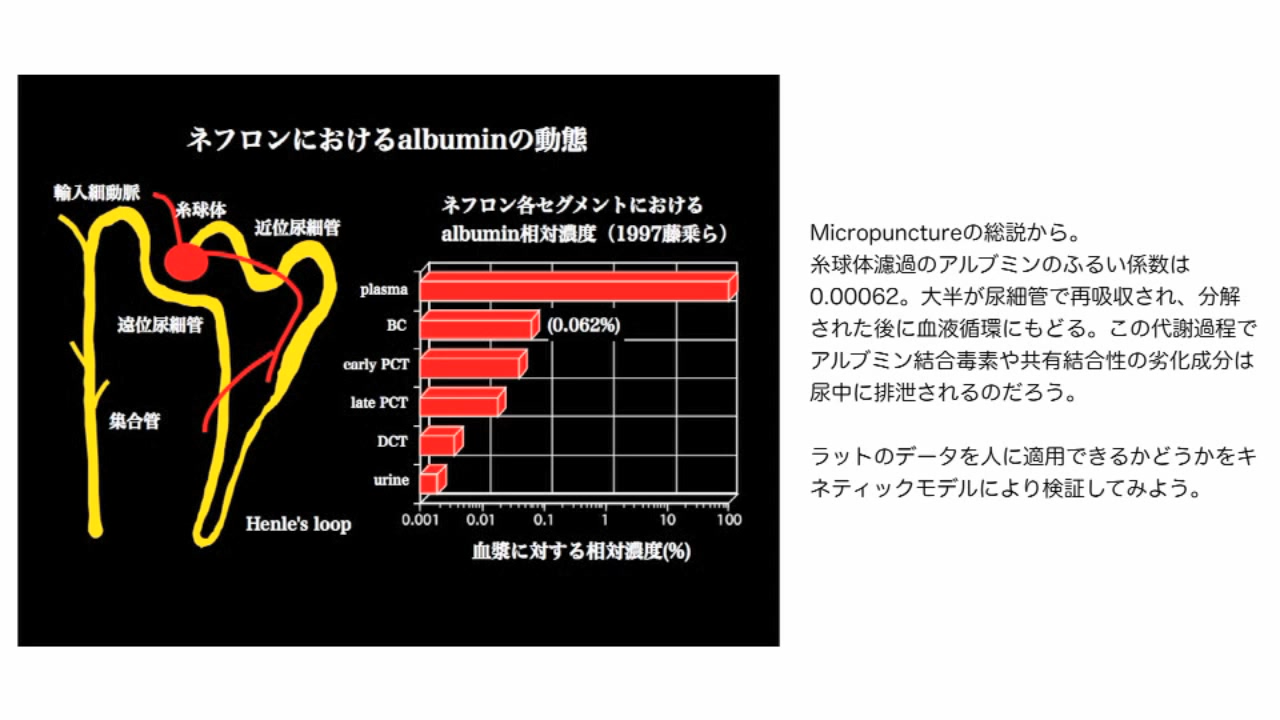 ネフロンにおけるalbuminの動態
輸入細動脈
糸球体
近位尿細管
遠位尿細管
集合管
Henle's loop
ネフロン各セグメントにおける
albumin相対濃度（1997藤乗ら）
plasma
BC
(0.062%)
early PCT
late PCT
DCT
urine
0.001 0.01 0.1 1 10 100
血漿に対する相対濃度(%)
Micropunctureの総説から。
糸球体濾過のアルブミンのふるい係数は
0.00062。大半が尿細管で再吸収され、分解
された後に血液循環にもどる。この代謝過程で
アルブミン結合毒素や共有結合性の劣化成分は
尿中に排泄されるのだろう。
ラットのデータを人に適用できるかどうかをキ
ネティックモデルにより検証してみよう。